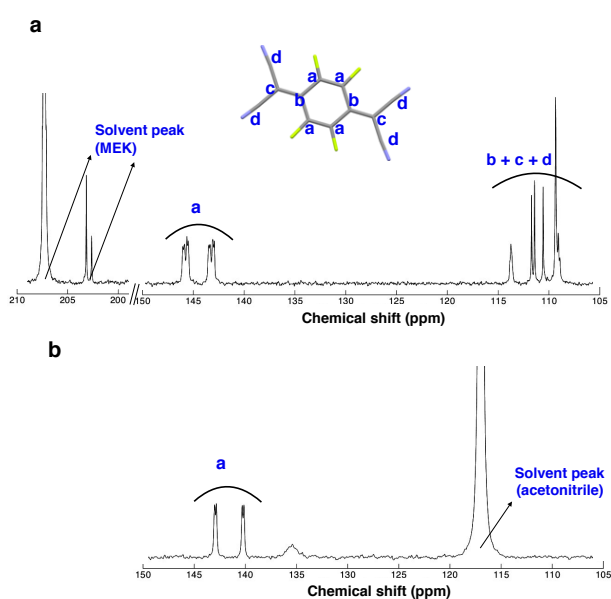 a
d
c
d
b
a
a
b
a
a
d
c
d
Solvent peak
(MEK)
a
b + c + d
210
205
200
150
145
140
135
130
125
120
115
110
105
Chemical shift (ppm)
b
a
Solvent peak
(acetonitrile)
150
145
140
135
130
125
120
115
110
105
Chemical shift (ppm)